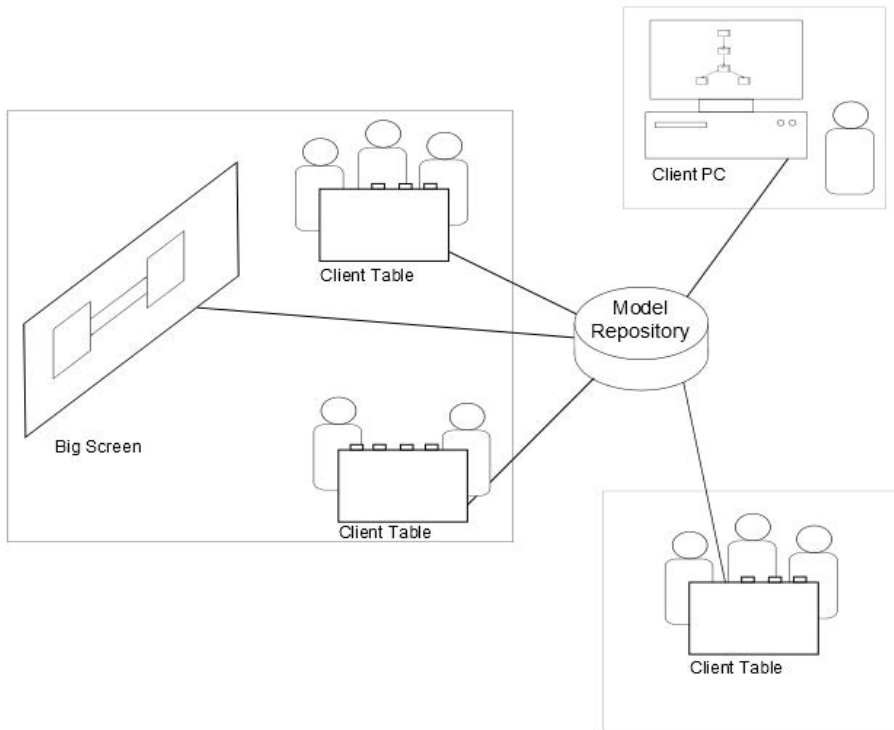 Client PC
Client Table
Model
Repository
Big Screen
Client Table
Client Table